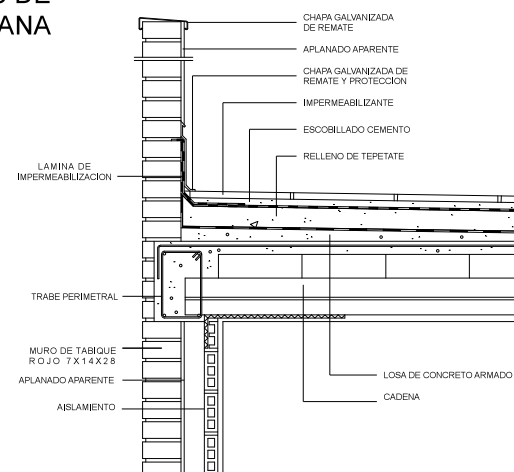 DE
ANA
CHAPA GALVANIZADA
DE REMATE
APLANADO APARENTE
CHAPA GALVANIZADA DE
REMATE Y PROTECCION
IMPERMEABILIZANTE
ESCOBILLADO CEMENTO
RELLENO DE TEPETATE
LAMINA DE
IMPERMEABILIZACION
TRABE PERIMETRAL
MURO DE TABIQUE
ROJO 7X14X28
APLANADO APARENTE
AISLAMIENTO
LOSA DE CONCRETO ARMADO
CADENA